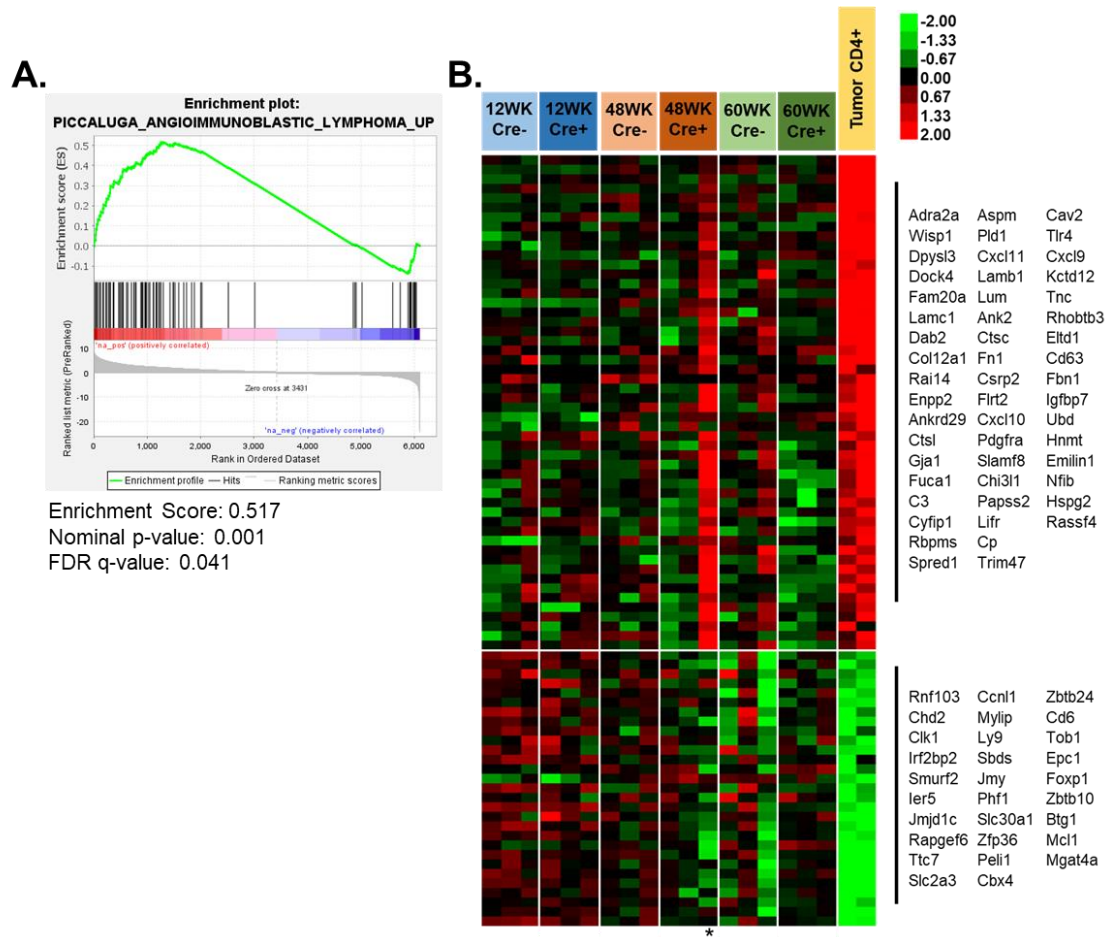 A.
Enrichment plot:
PICCALUGA_ANGIOIMMUNOBLASTIC_LYMPHOMA_UP
Enrichment score (ES)
0.5
0.4
0.3
0.2
0.1
0.0
-0.1
'na_pos' (positively correlated)
Ranked list metric (PreRanked)
10
0
-10
-20
Zero cross at 3431
'na_neg' (negatively correlated)
0 1,000 2,000 3,000 4,000 5,000 6,000
Rank in Ordered Dataset
Enrichment profile Hits Ranking metric scores
Enrichment Score: 0.517
Nominal p-value: 0.001
FDR q-value: 0.041
B.
12WK Cre-
12WK Cre+
48WK Cre-
48WK Cre+
60WK Cre-
60WK Cre+
Tumor CD4+
-2.00
-1.33
-0.67
0.00
0.67
1.33
2.00
Adra2a Aspm Cav2
Wisp1 Pld1 Tlr4
Dpysl3 Cxcl11 Cxcl9
Dock4 Lamb1 Kctd12
Fam20a Lum Tnc
Lamc1 Ank2 Rhobtb3
Dab2 Ctsc Eltd1
Col12a1 Fn1 Cd63
Rai14 Csrp2 Fbn1
Enpp2 Flrt2 Igfbp7
Ankrd29 Cxcl10 Ubd
Ctsl Pdgfra Hnmt
Gja1 Slamf8 Emilin1
Fuca1 Chi3l1 Nfib
C3 Papss2 Hspg2
Cyfip1 Lifr Rassf4
Rbpms Cp
Spred1 Trim47
Rnf103 Ccnl1 Zbtb24
Chd2 Mylip Cd6
Clk1 Ly9 Tob1
Irf2bp2 Sbds Epc1
Smurf2 Jmy Foxp1
Ier5 Phf1 Zbtb10
Jmjd1c Slc30a1 Btg1
Rapgef6 Zfp36 Mcl1
Ttc7 Peli1 Mgat4a
Slc2a3 Cbx4
*